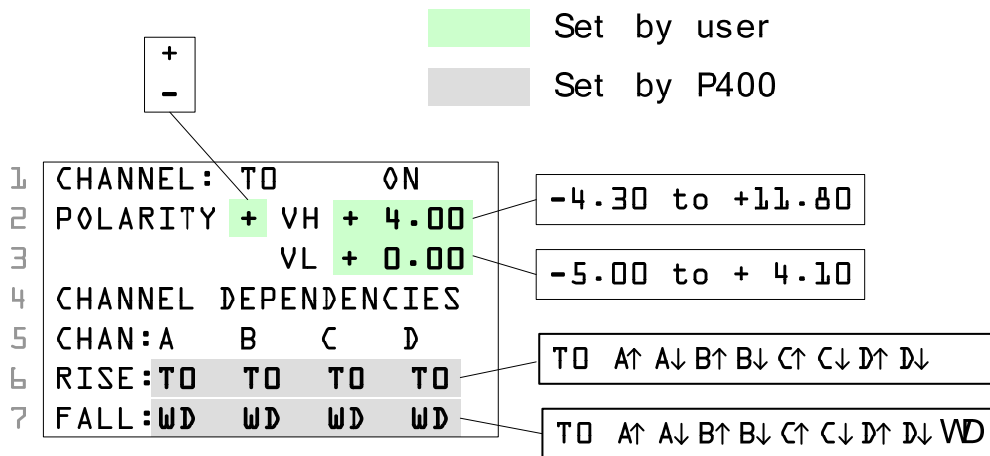 Set by user
Set by P400
+
-
1 CHANNEL: T0 ON
2 POLARITY + VH + 4.00
-4.30 to +11.80
3 VL + 0.00
-5.00 to + 4.10
4 CHANNEL DEPENDENCIES
5 CHAN:A B C D
6 RISE:T0 T0 T0 T0
T0 A↑ A↓ B↑ B↓ C↑ C↓ D↑ D↓
7 FALL:WD WD WD WD
T0 A↑ A↓ B↑ B↓ C↑ C↓ D↑ D↓ WD